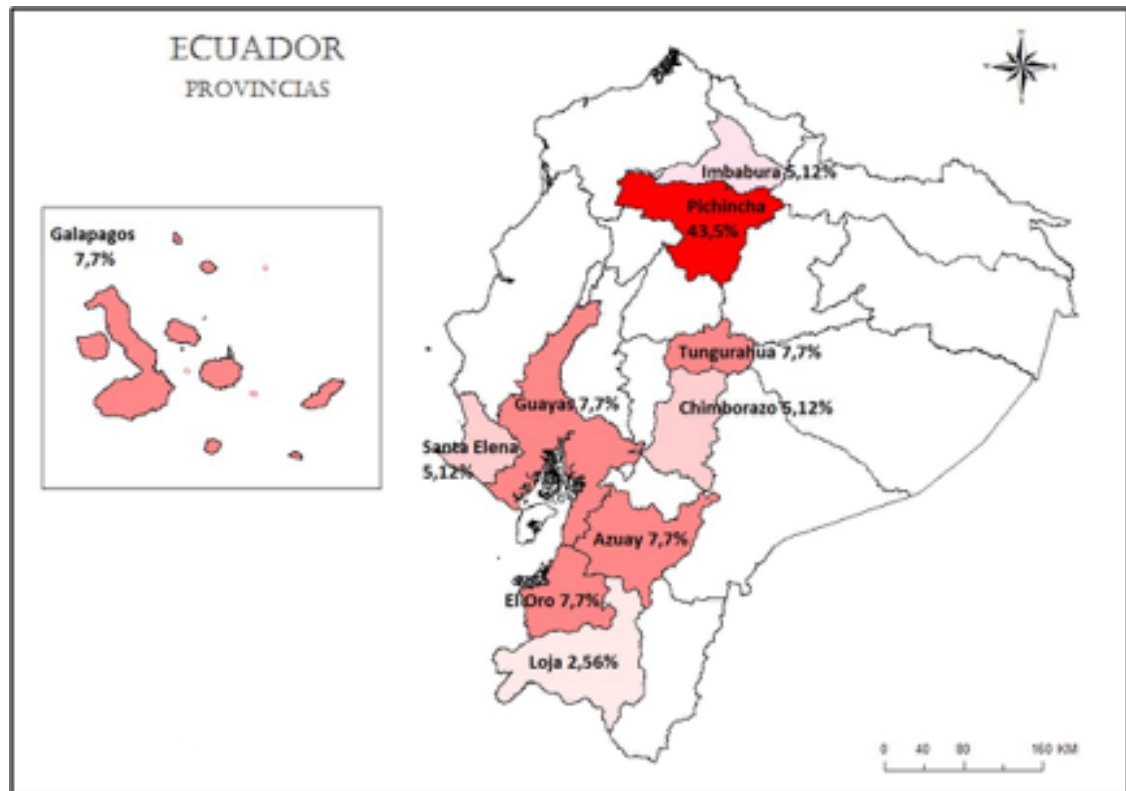 ECUADOR
PROVINCIAS
Imbabura 5,12%
Pichincha
43,5%
Galapagos
7,7%
Tungurahua 7,7%
Guayas 7,7%
Chimborazo 5,12%
Santa Elena
5,12%
Azuay 7,7%
El Oro 7,7%
Loja 2,56%
0 40 80 160 KM